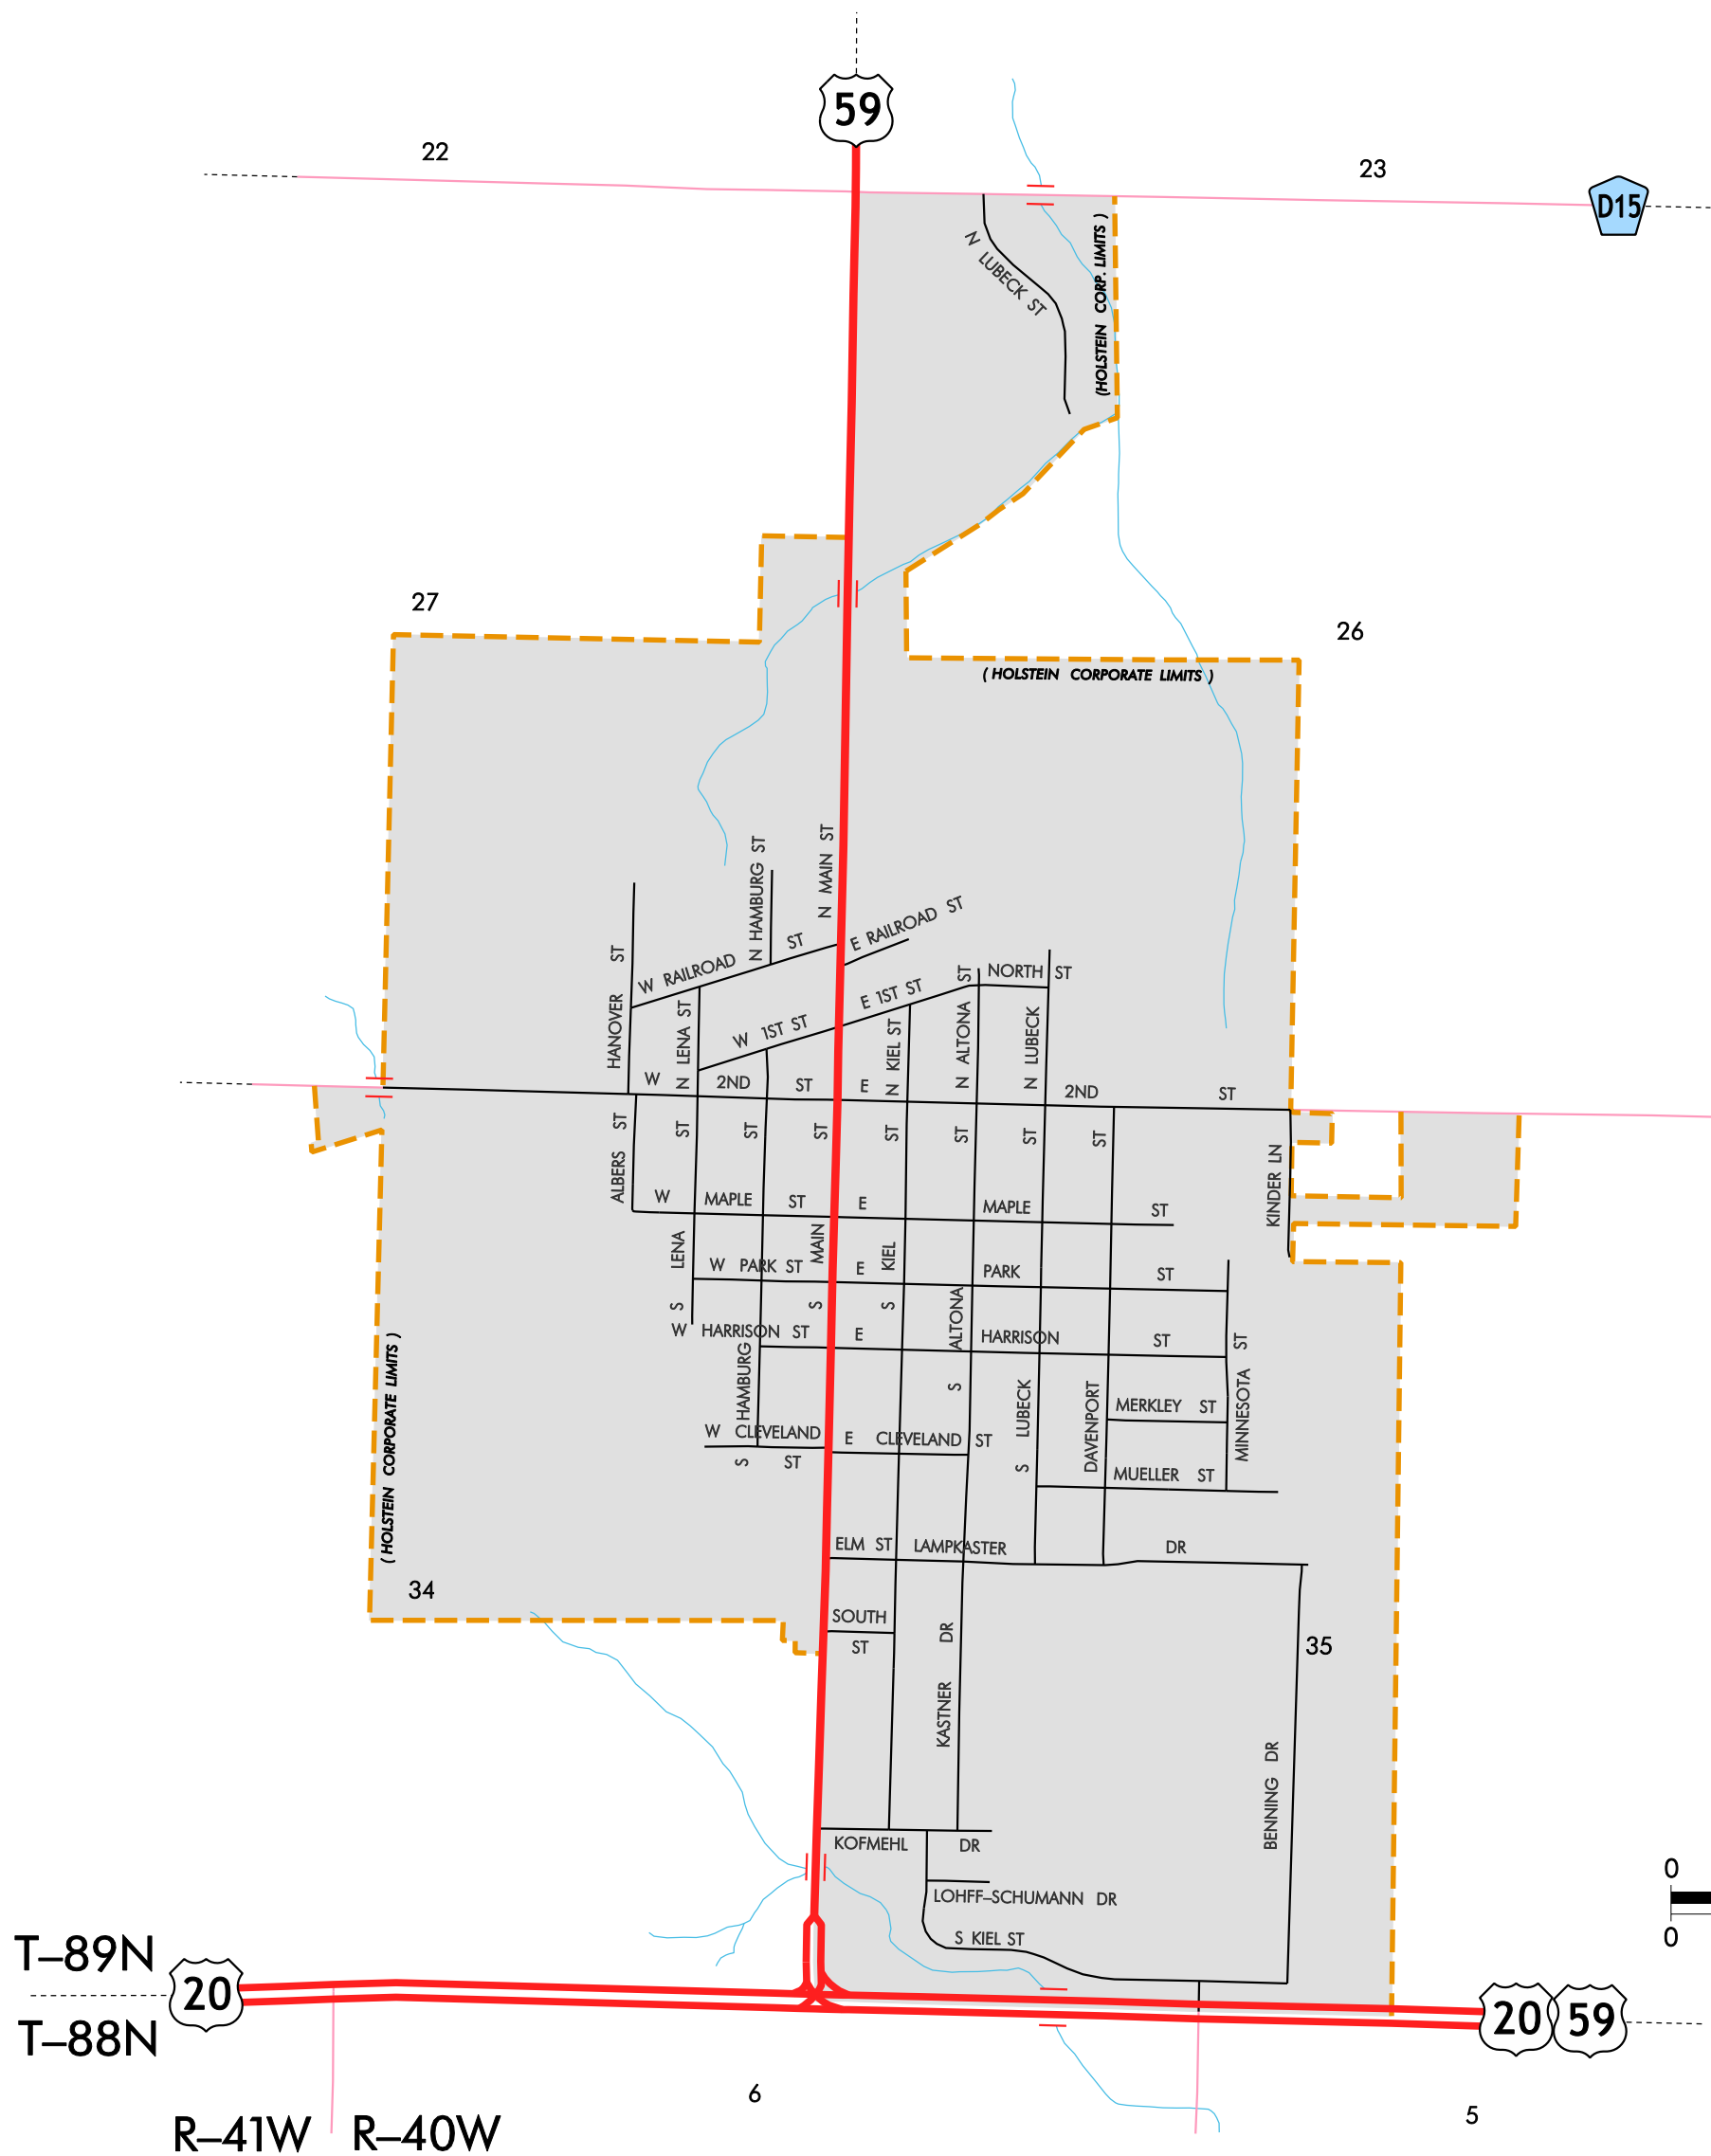 59
22
23
D15
N LUBECK ST
(HOLSTEIN CORP. LIMITS )
27
26
( HOLSTEIN CORPORATE LIMITS )
N HAMBURG ST
N MAIN ST
HANOVER ST
W RAILROAD ST
E RAILROAD ST
N LENA ST
W 1ST ST
E 1ST ST
N KIEL ST
N ALTONA ST
NORTH ST
N LUBECK
W 2ND ST
E 2ND ST
ALBERS ST
S LENA ST
S HAMBURG ST
S MAIN ST
S KIEL ST
S ALTONA ST
S LUBECK ST
DAVENPORT ST
KINDER LN
W MAPLE ST
E MAPLE ST
W PARK ST
E PARK ST
W HARRISON ST
E HARRISON ST
MINNESOTA ST
MERKLEY ST
W CLEVELAND ST
E CLEVELAND ST
MUELLER ST
( HOLSTEIN CORPORATE LIMITS )
ELM ST
LAMPKASTER DR
34
SOUTH ST
KASTNER DR
35
BENNING DR
KOFMEHL DR
LOHFF–SCHUMANN DR
S KIEL ST
0
0
T–89N
20
T–88N
20
59
6
5
R–41W
R–40W